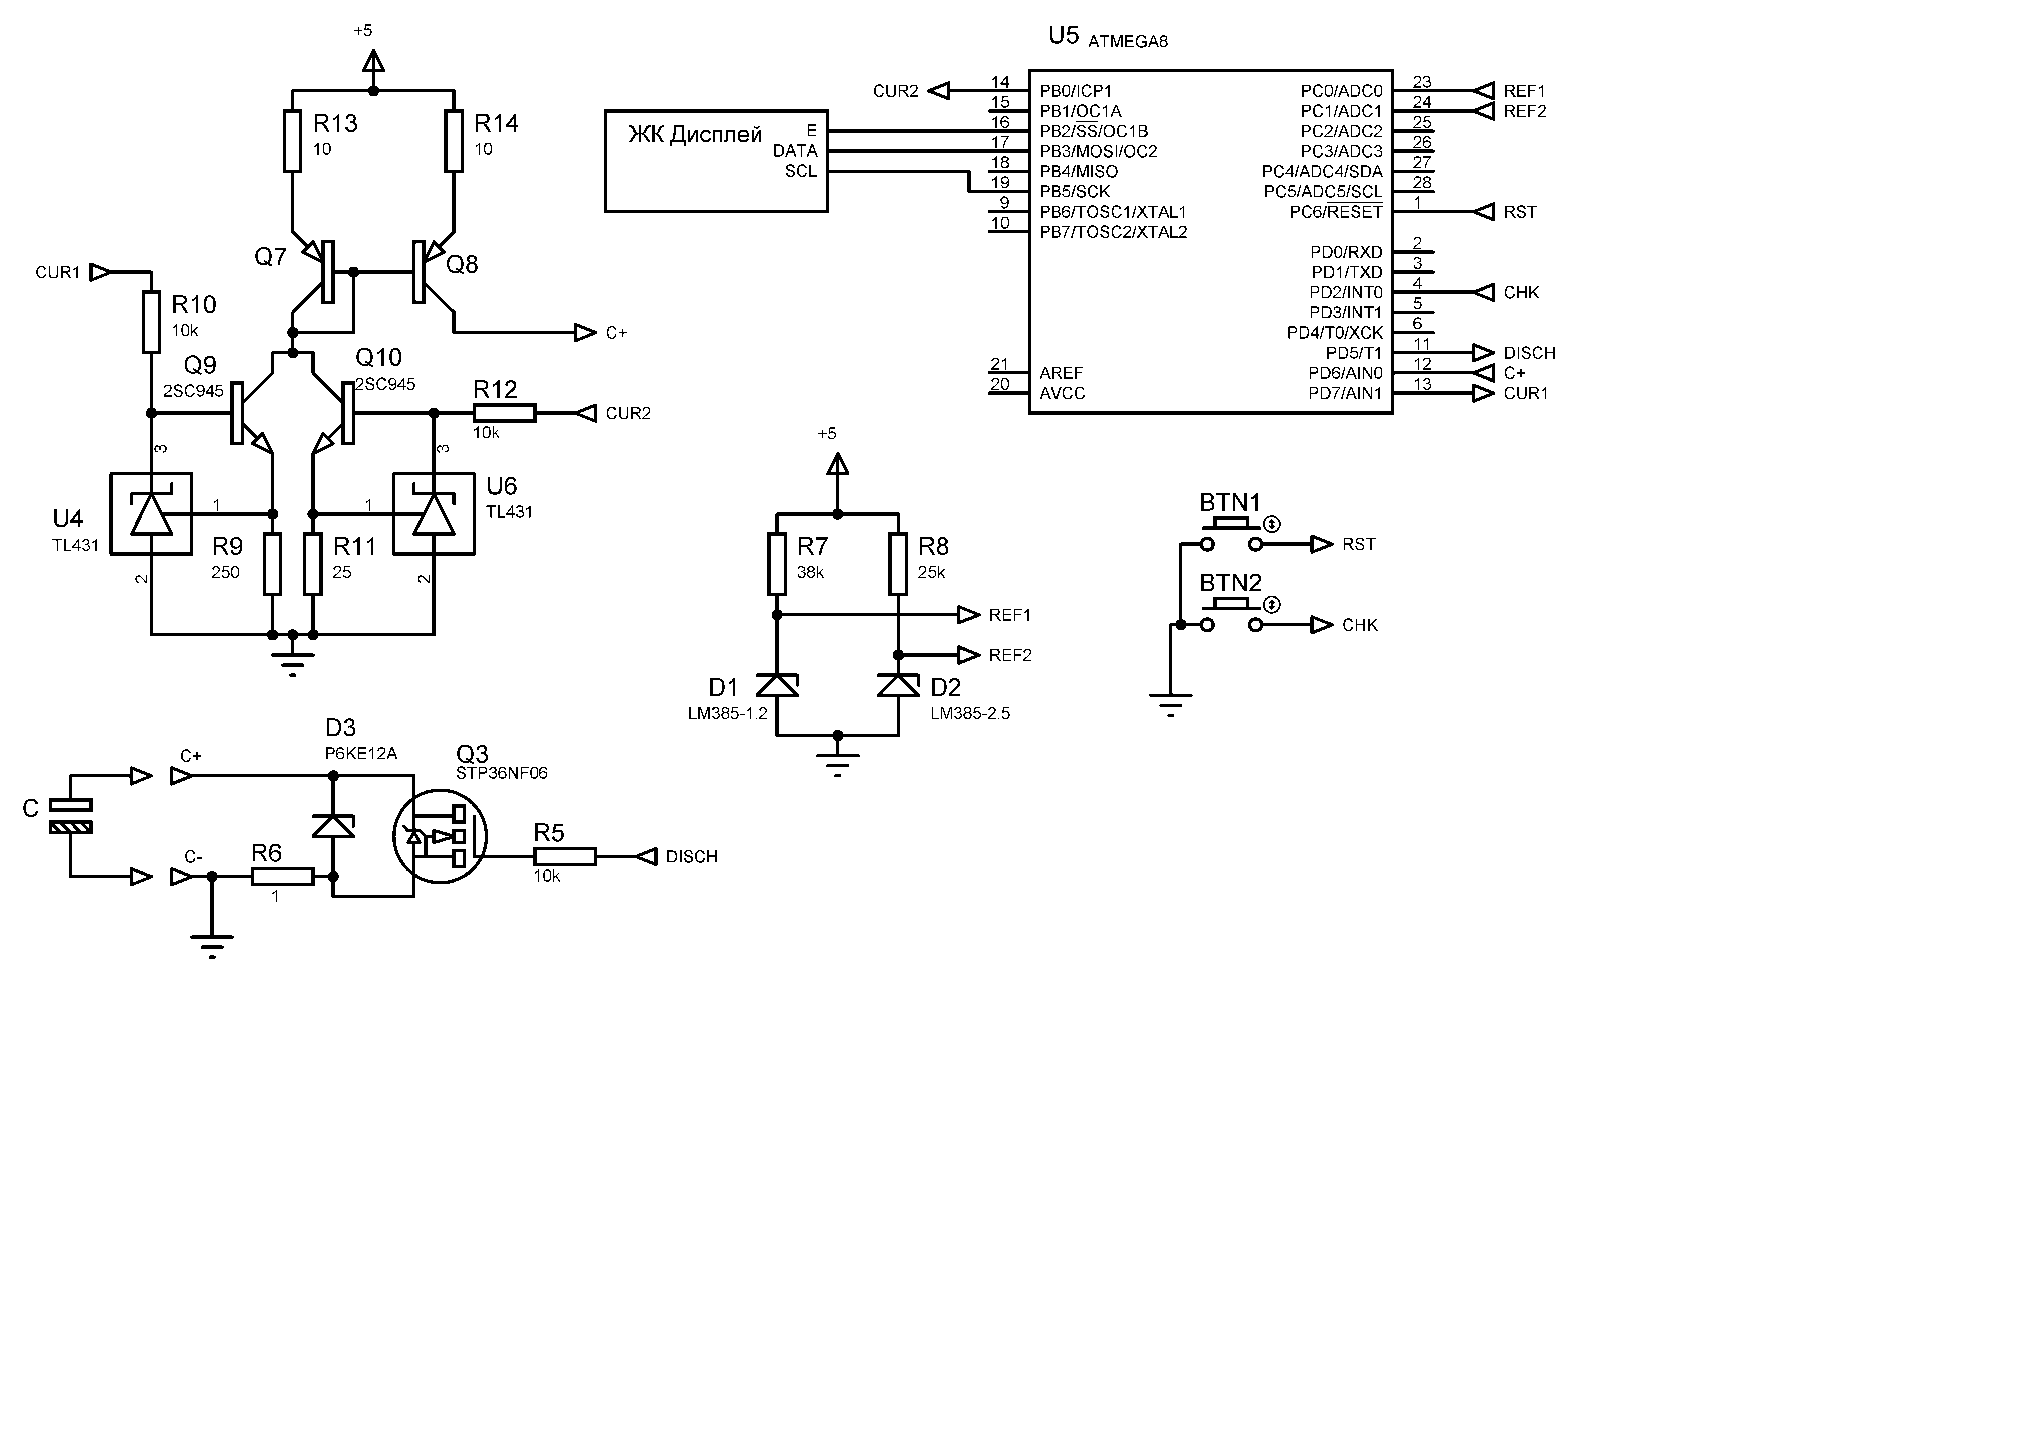 +5
R13
10
R14
10
Q7
Q8
CUR1
R10
10k
C+
Q9
2SC945
Q10
2SC945
R12
10k
CUR2
3
3
1
1
U4
TL431
U6
TL431
R9
250
R11
25
2
2
ЖК Дисплей
E
DATA
SCL
U5 ATMEGA8
CUR2
14 PB0/ICP1
15 PB1/OC1A
16 PB2/SS/OC1B
17 PB3/MOSI/OC2
18 PB4/MISO
19 PB5/SCK
9 PB6/TOSC1/XTAL1
10 PB7/TOSC2/XTAL2
21 AREF
20 AVCC
PC0/ADC0 23 REF1
PC1/ADC1 24 REF2
PC2/ADC2 25
PC3/ADC3 26
PC4/ADC4/SDA 27
PC5/ADC5/SCL 28
PC6/RESET 1 RST
PD0/RXD 2
PD1/TXD 3
PD2/INT0 4 CHK
PD3/INT1 5
PD4/T0/XCK 6
PD5/T1 11 DISCH
PD6/AIN0 12 C+
PD7/AIN1 13 CUR1
+5
R7
38k
R8
25k
REF1
REF2
D1
LM385-1.2
D2
LM385-2.5
BTN1
RST
BTN2
CHK
D3
P6KE12A
Q3
STP36NF06
C+
C
C-
R6
1
R5
10k
DISCH